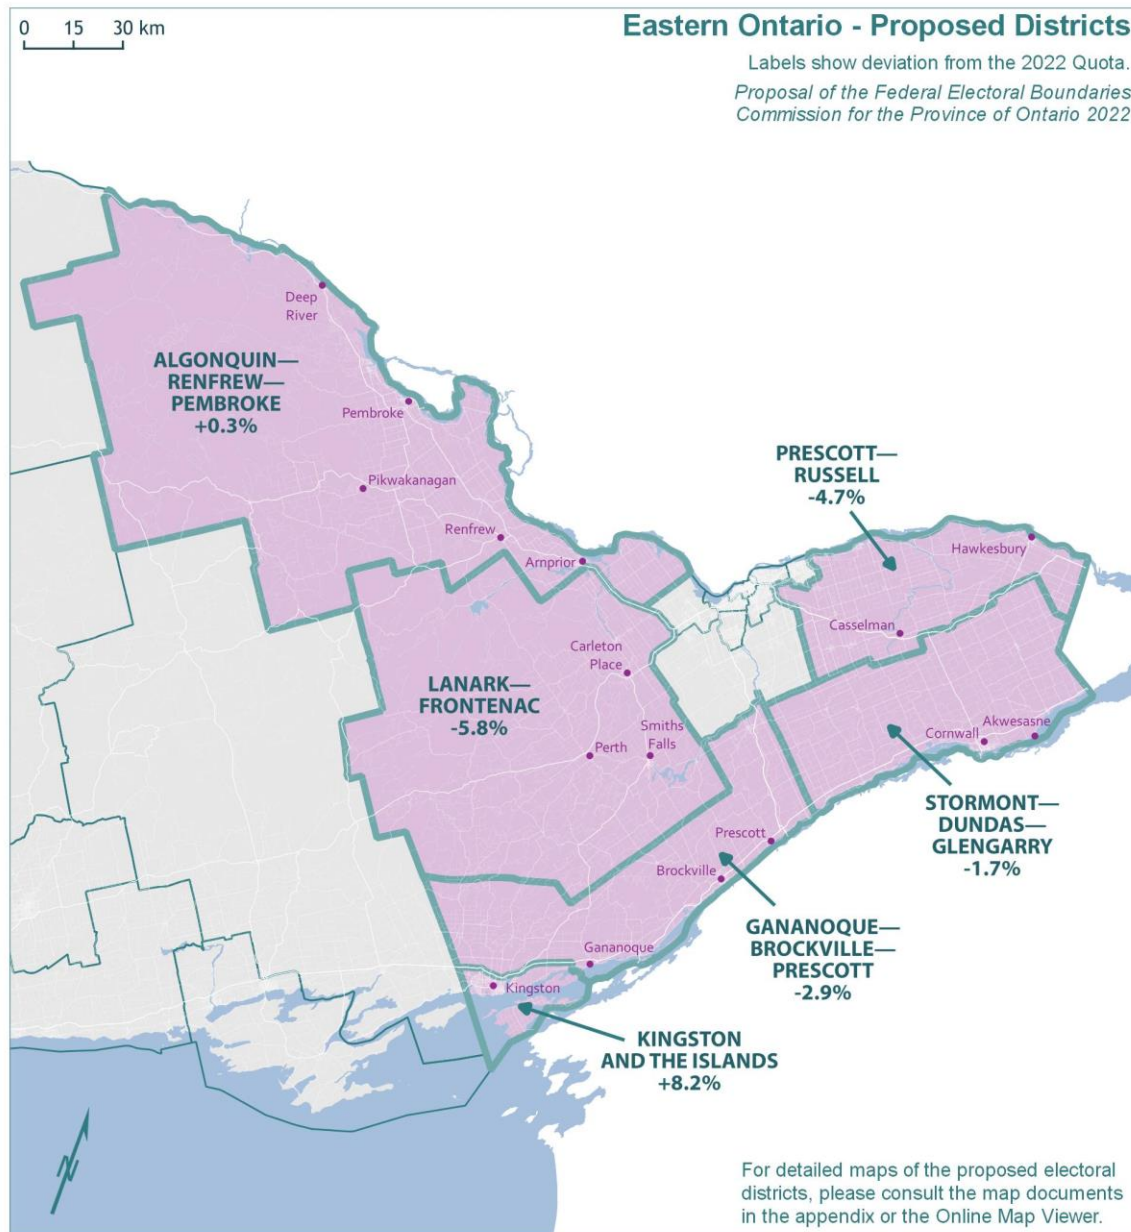 0 15 30 km
Eastern Ontario - Proposed Districts
Labels show deviation from the 2022 Quota.
Proposal of the Federal Electoral Boundaries
Commission for the Province of Ontario 2022
Deep
River
ALGONQUIN—
RENFREW—
PEMBROKE
+0.3%
Pembroke
Pikwakanagan
Renfrew
Arnprior
PRESCOTT—
RUSSELL
-4.7%
Hawkesbury
Casselman
Carleton
Place
LANARK—
FRONTENAC
-5.8%
Smiths
Falls
Perth
Akwesasne
Cornwall
STORMONT—
DUNDAS—
GLENGARRY
-1.7%
Prescott
Brockville
GANANOQUE—
BROCKVILLE—
PRESCOTT
-2.9%
Gananoque
Kingston
KINGSTON
AND THE ISLANDS
+8.2%
N
For detailed maps of the proposed electoral
districts, please consult the map documents
in the appendix or the Online Map Viewer.